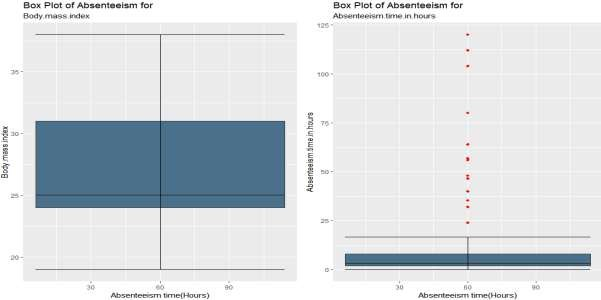 Box Plot of Absenteeism for
Body.mass.index
35
30
25
20
Body.mass.index
30
60
90
Absenteeism time(Hours)
Box Plot of Absenteeism for
Absenteeism.time.in.hours
125
100
75
50
25
0
Absenteeism.time.in.hours
30
60
90
Absenteeism time(Hours)